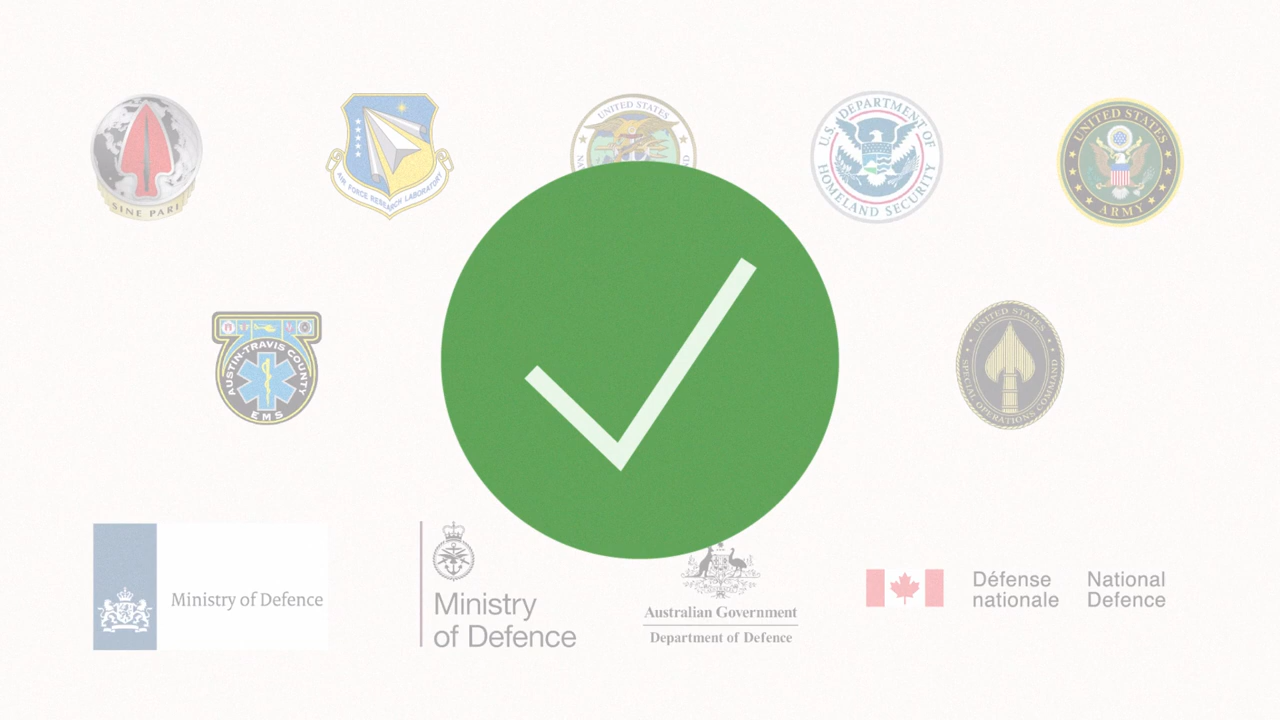 SINE PARI
AIR FORCE RESEARCH LABORATORY
UNITED STATES
U.S. DEPARTMENT OF
HOMELAND SECURITY
UNITED STATES
ARMY
AUSTIN-TRAVIS COUNTY
EMS
UNITED STATES
SPECIAL OPERATIONS COMMAND
Ministry of Defence
Ministry
of Defence
Australian Government
Department of Defence
Défense
nationale
National
Defence